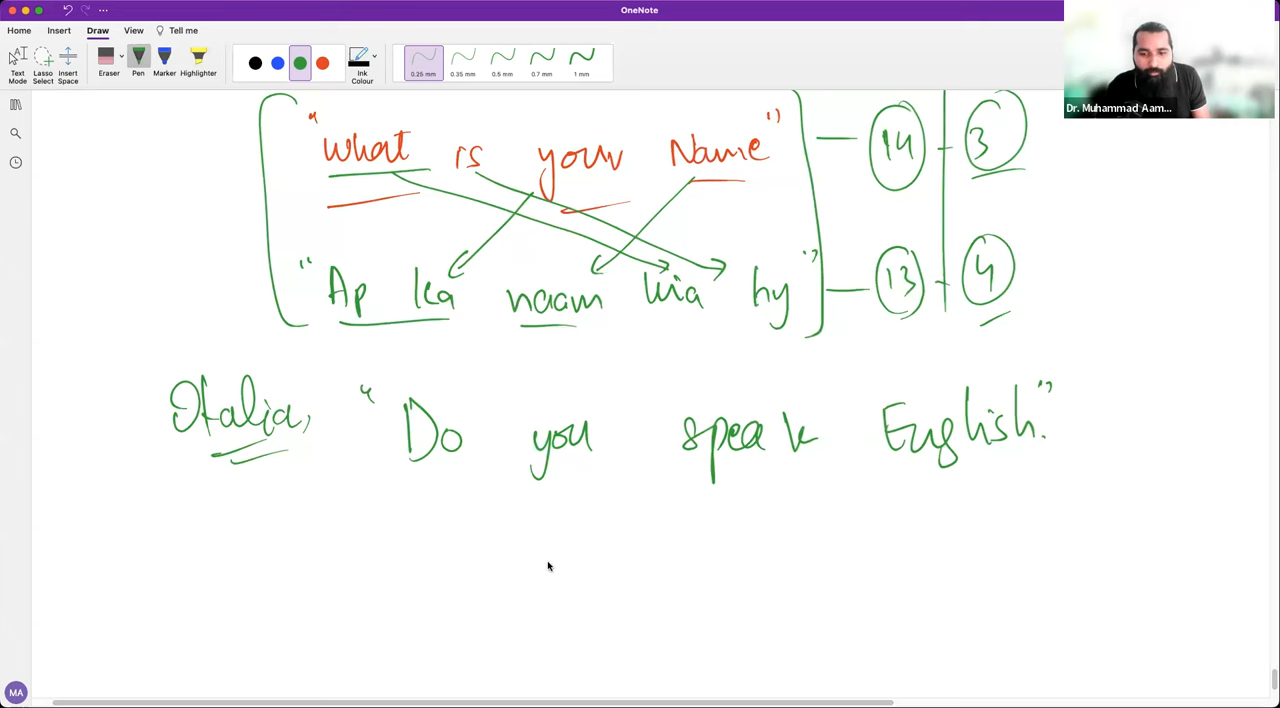 OneNote
Home Insert Draw View Tell me
Text Mode Lasso Select Insert Space Eraser Pen Marker Highlighter Ink Colour 0.25 mm 0.35 mm 0.5 mm 0.7 mm 1 mm
Dr. Muhammad Aam...
"What is your Name" 14 3
"Ap ka naam kia hy" 13 4
Italia, "Do you speak English."
MA